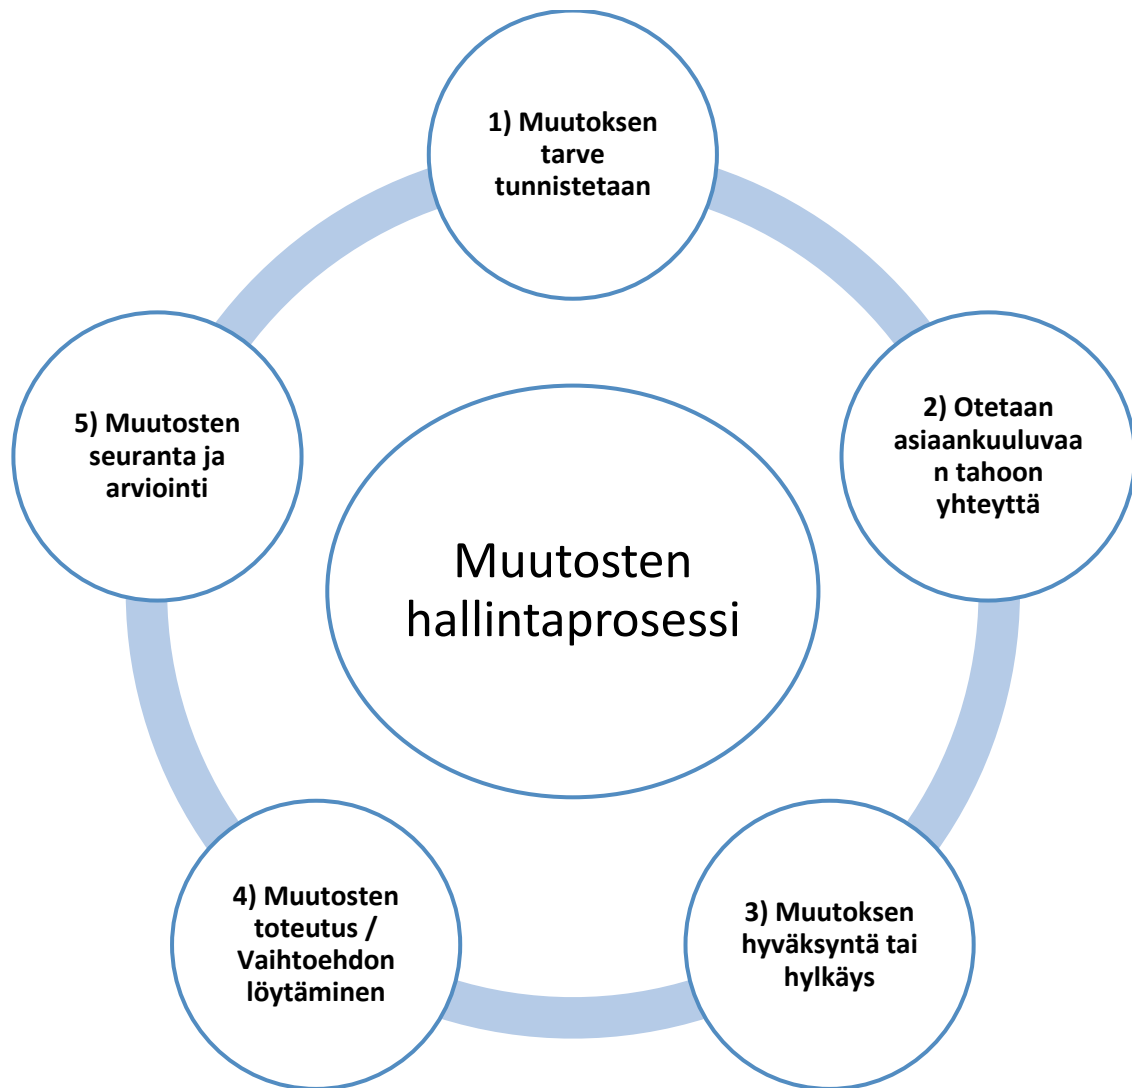 1) Muutoksen
tarve
tunnistetaan
2) Otetaan
asiaankuuluvaa
n tahoon
yhteyttä
3) Muutoksen
hyväksyntä tai
hylkäys
4) Muutosten
toteutus /
Vaihtoehdon
löytäminen
5) Muutosten
seuranta ja
arviointi
Muutosten
hallintaprosessi